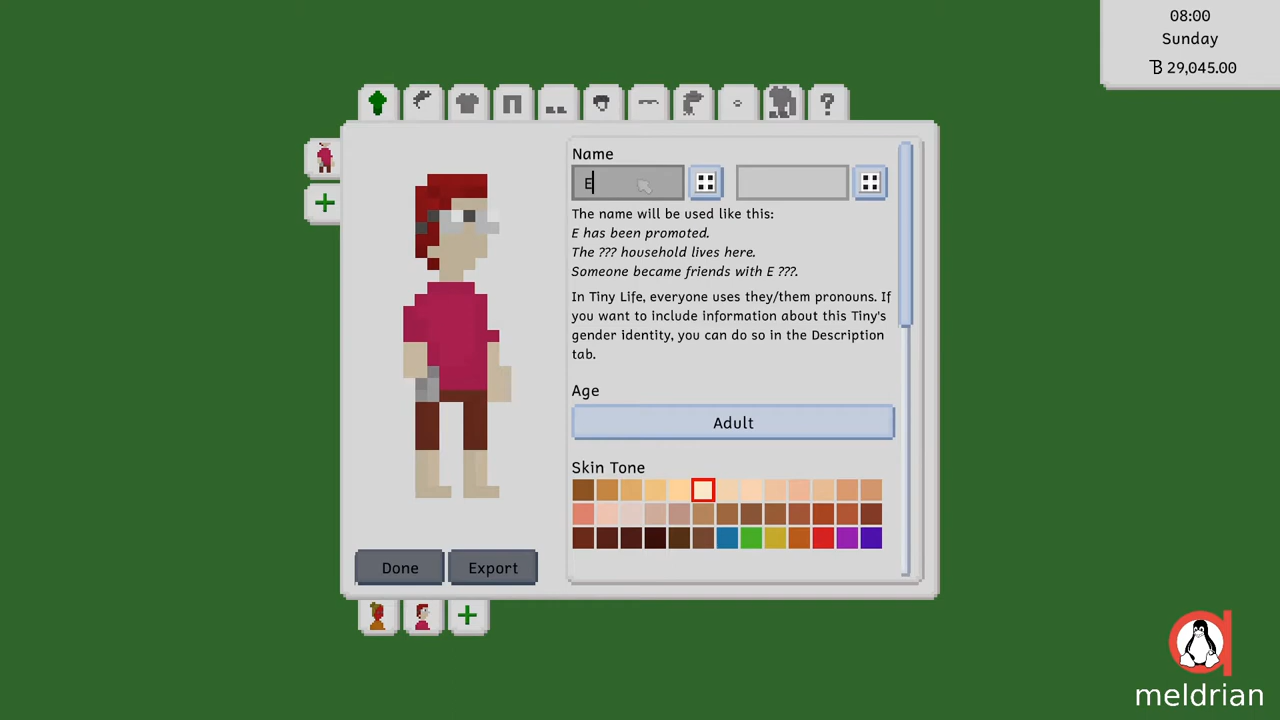 08:00
Sunday
29,045.00
Name
E
The name will be used like this:
E has been promoted.
The ??? household lives here.
Someone became friends with E ???.
In Tiny Life, everyone uses they/them pronouns. If
you want to include information about this Tiny's
gender identity, you can do so in the Description
tab.
Age
Adult
Skin Tone
Done
Export
meldrian